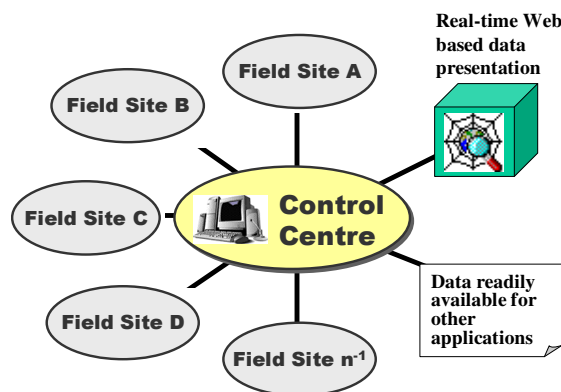 Real-time Web
based data
presentation
Field Site A
Field Site B
Field Site C
Control
Centre
Field Site D
Field Site n⁻¹
Data readily
available for
other
applications